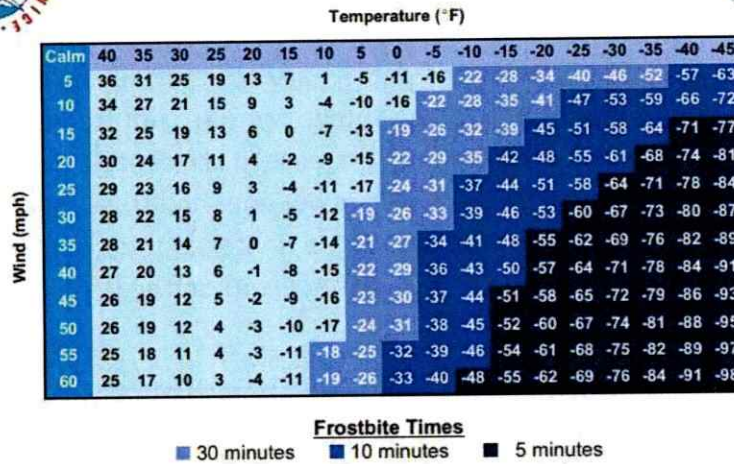 Temperature (°F)
Calm 40 35 30 25 20 15 10 5 0 -5 -10 -15 -20 -25 -30 -35 -40 -45
5 36 31 25 19 13 7 1 -5 -11 -16 -22 -28 -34 -40 -46 -52 -57 -63
10 34 27 21 15 9 3 -4 -10 -16 -22 -28 -35 -41 -47 -53 -59 -66 -72
15 32 25 19 13 6 0 -7 -13 -19 -26 -32 -39 -45 -51 -58 -64 -71 -77
20 30 24 17 11 4 -2 -9 -15 -22 -29 -35 -42 -48 -55 -61 -68 -74 -81
25 29 23 16 9 3 -4 -11 -17 -24 -31 -37 -44 -51 -58 -64 -71 -78 -84
30 28 22 15 8 1 -5 -12 -19 -26 -33 -39 -46 -53 -60 -67 -73 -80 -87
35 28 21 14 7 0 -7 -14 -21 -27 -34 -41 -48 -55 -62 -69 -76 -82 -89
40 27 20 13 6 -1 -8 -15 -22 -29 -36 -43 -50 -57 -64 -71 -78 -84 -91
45 26 19 12 5 -2 -9 -16 -23 -30 -37 -44 -51 -58 -65 -72 -79 -86 -93
50 26 19 12 4 -3 -10 -17 -24 -31 -38 -45 -52 -60 -67 -74 -81 -88 -95
55 25 18 11 4 -3 -11 -18 -25 -32 -39 -46 -54 -61 -68 -75 -82 -89 -97
60 25 17 10 3 -4 -11 -19 -26 -33 -40 -48 -55 -62 -69 -76 -84 -91 -98
Wind (mph)
Frostbite Times
30 minutes 10 minutes 5 minutes